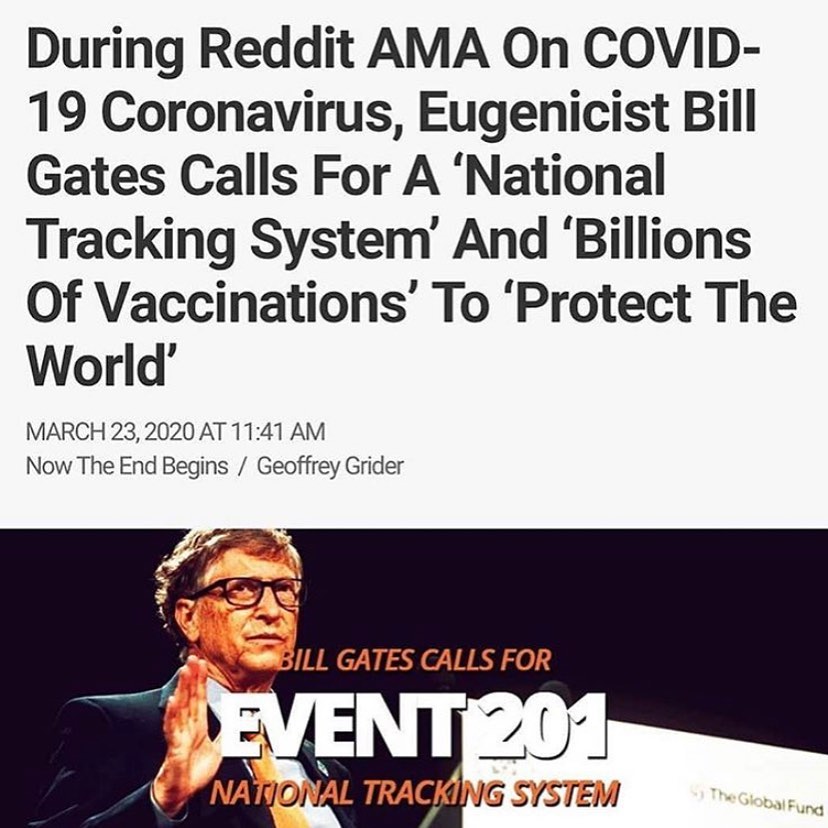 During Reddit AMA On COVID-
19 Coronavirus, Eugenicist Bill
Gates Calls For A ‘National
Tracking System’ And ‘Billions
Of Vaccinations’ To ‘Protect The
World’
MARCH 23, 2020 AT 11:41 AM
Now The End Begins / Geoffrey Grider
BILL GATES CALLS FOR
EVENT 201
NATIONAL TRACKING SYSTEM
The Global Fund